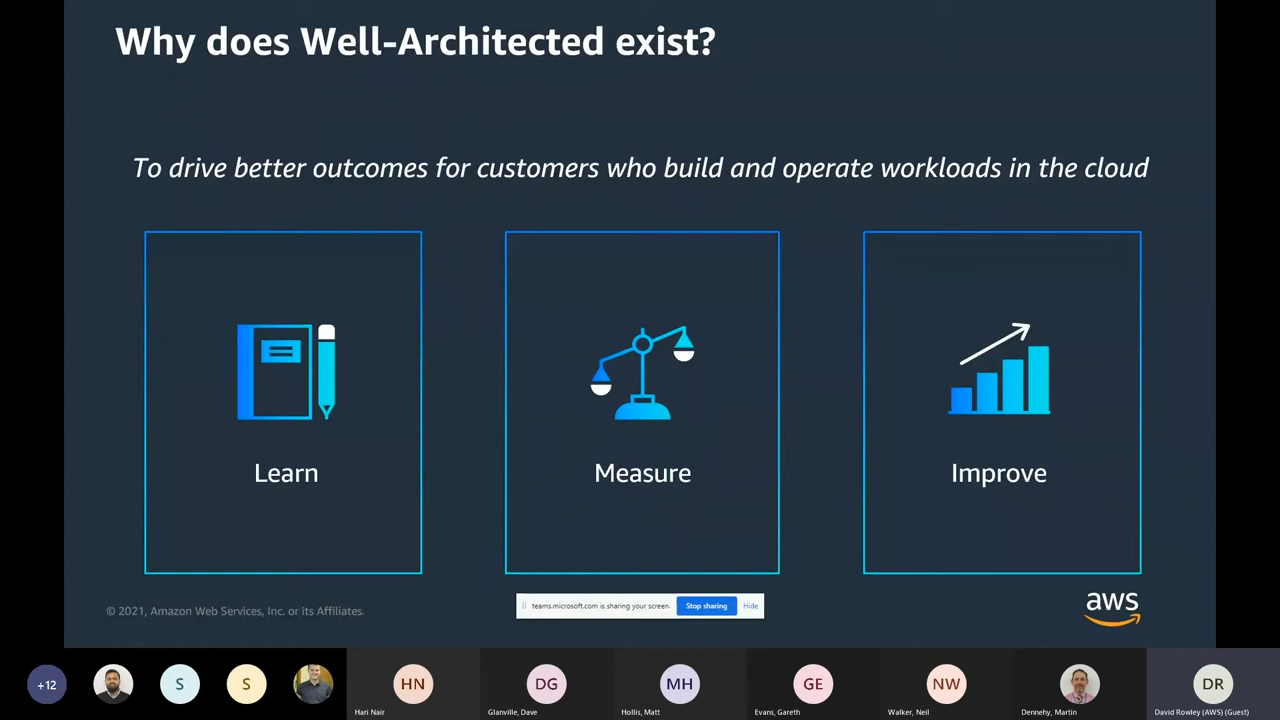 Why does Well-Architected exist?
To drive better outcomes for customers who build and operate workloads in the cloud
Learn
Measure
Improve
© 2021, Amazon Web Services, Inc. or its Affiliates.
teams.microsoft.com is sharing your screen.
Stop sharing
Hide
aws
+12
S
S
HN
DG
MH
GE
NW
DR
Hari Nair
Glanville, Dave
Hollis, Matt
Evans, Gareth
Walker, Neil
Dennehy, Martin
David Rowley (AWS) (Guest)